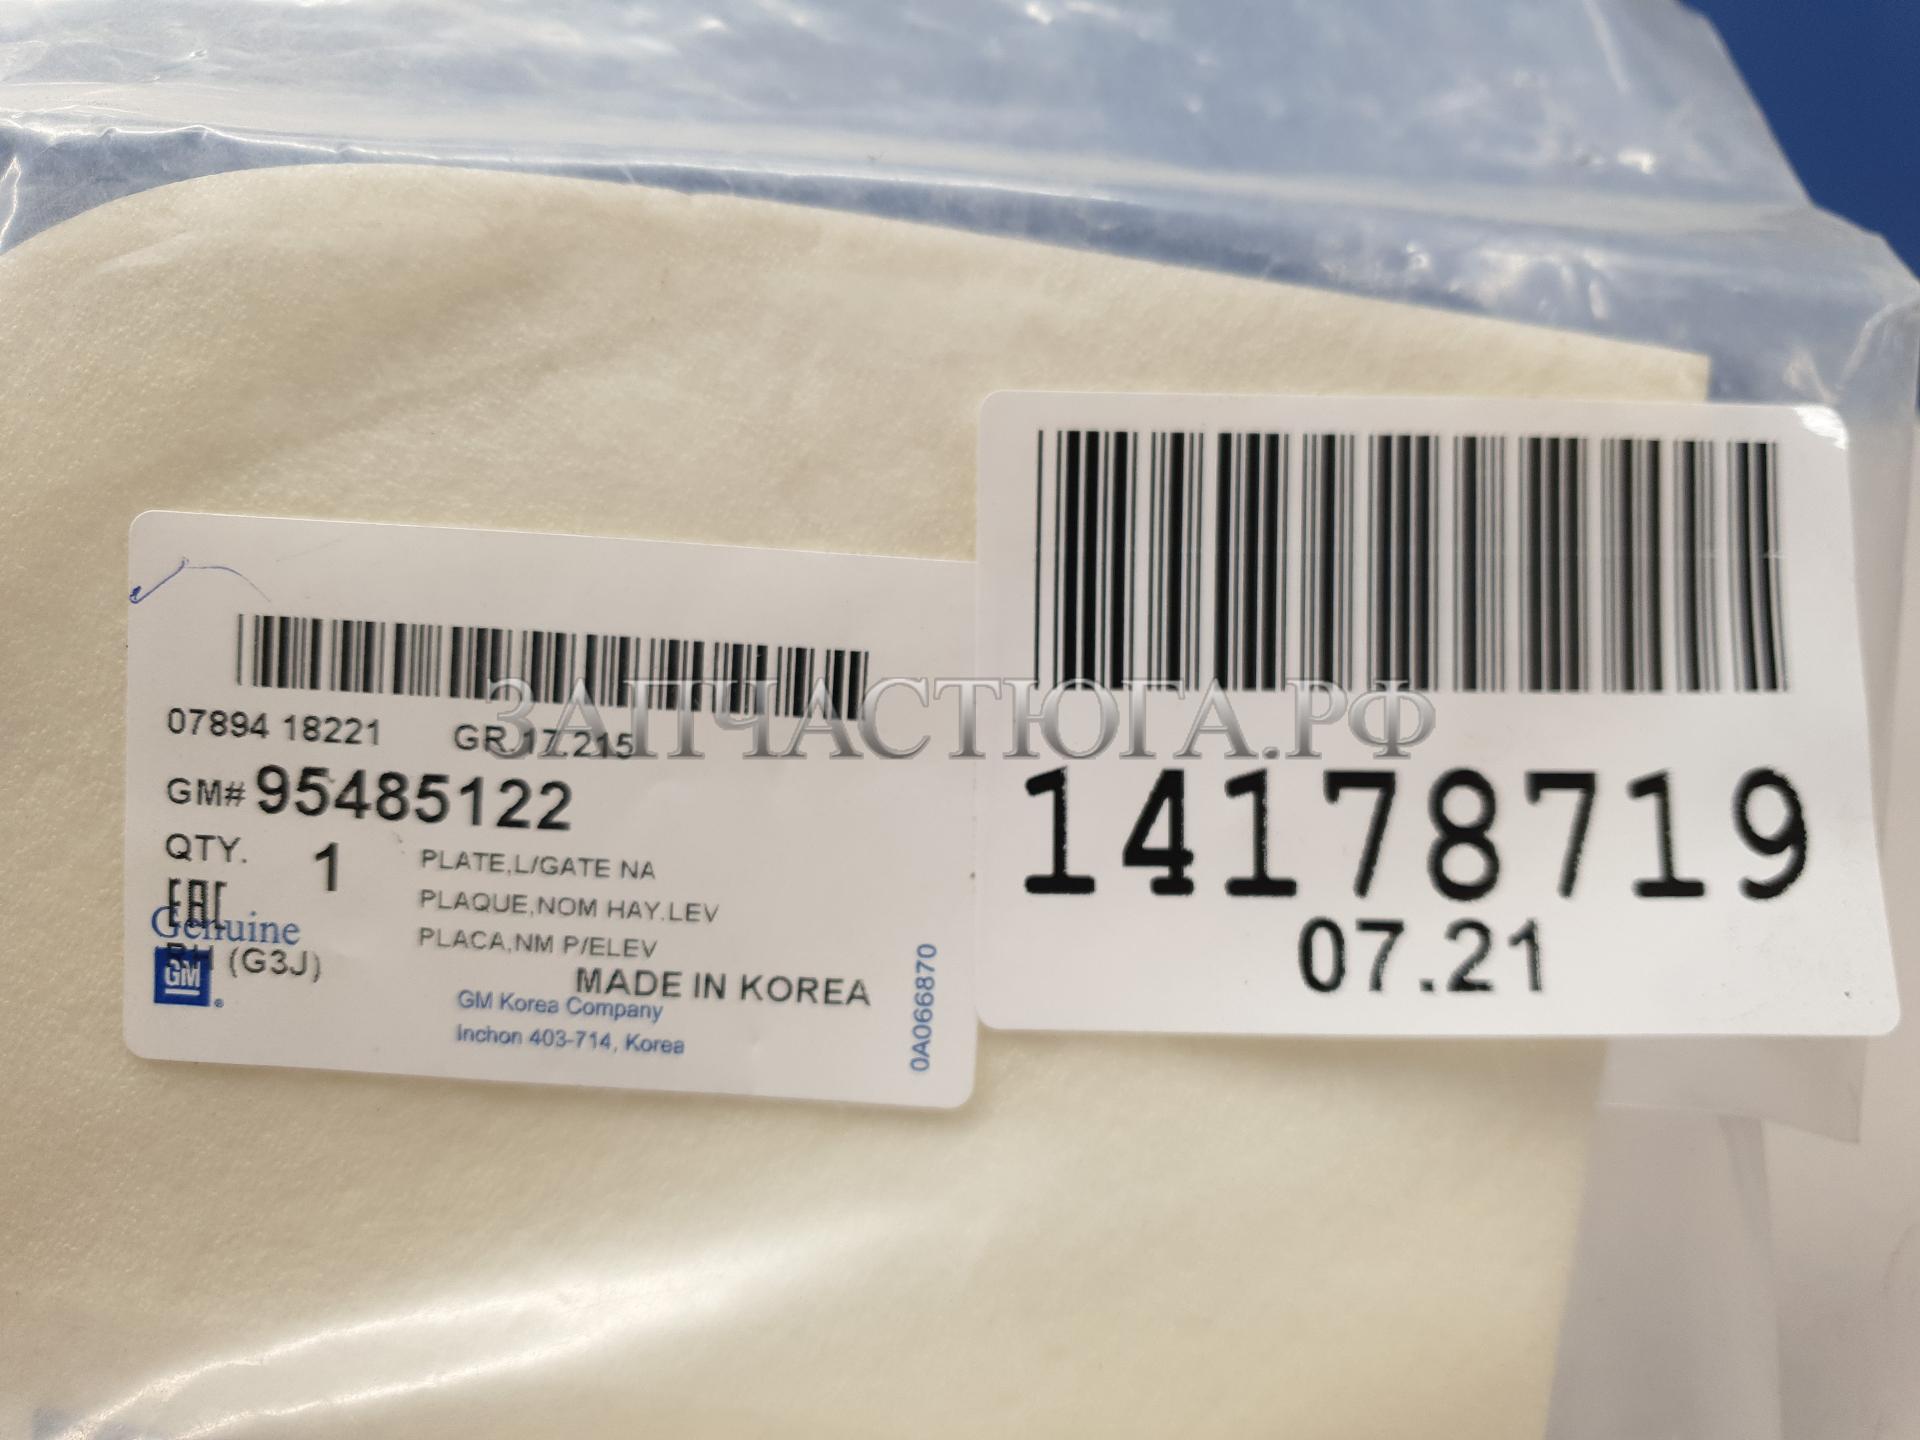 07894 18221 GR.17.215
GM# 95485122
QTY. 1
PLATE,L/GATE NA
PLAQUE,NOM HAY.LEV
PLACA,NM P/ELEV
EAC
Genuine
GM
(G3J)
MADE IN KOREA
GM Korea Company
Inchon 403-714, Korea
0A066870
14178719
07.21
ЗАПЧАСТЮГА.РФ